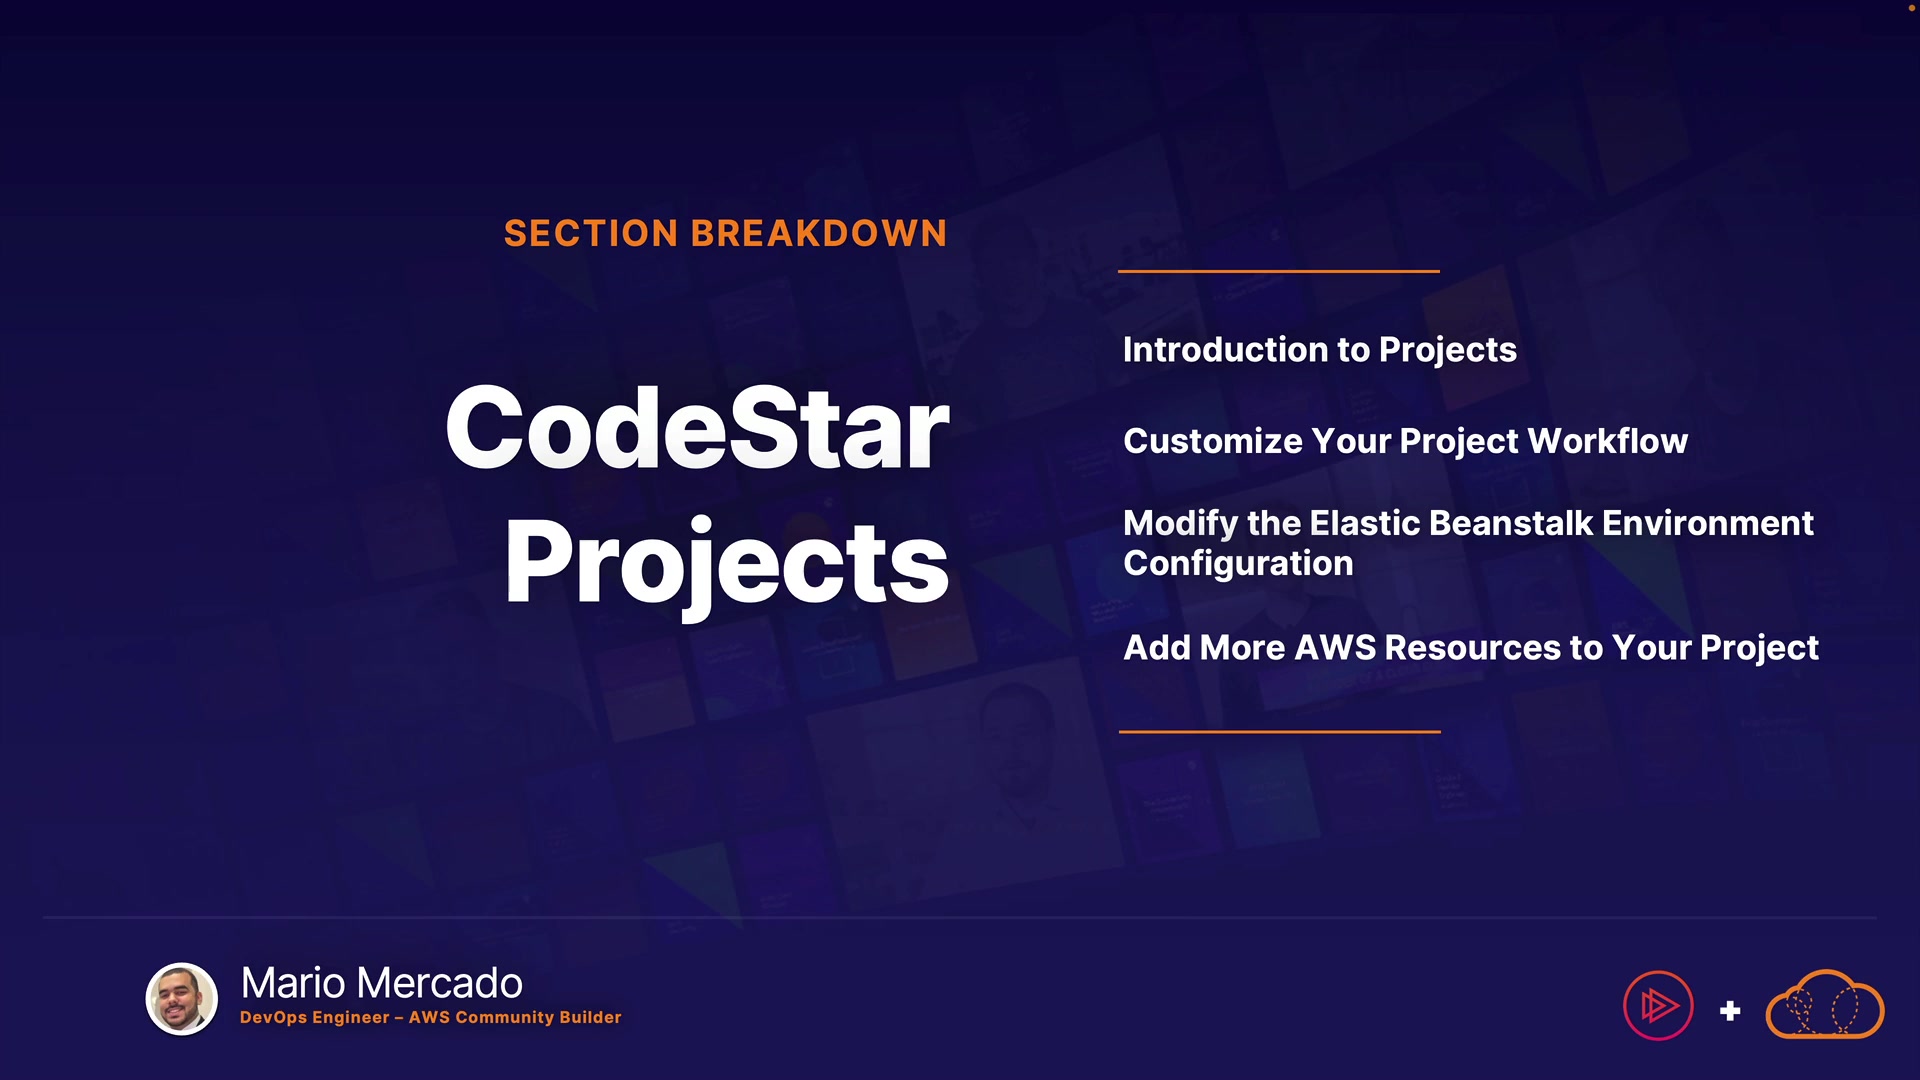 SECTION BREAKDOWN
CodeStar
Projects
Introduction to Projects
Customize Your Project Workflow
Modify the Elastic Beanstalk Environment
Configuration
Add More AWS Resources to Your Project
Mario Mercado
DevOps Engineer – AWS Community Builder